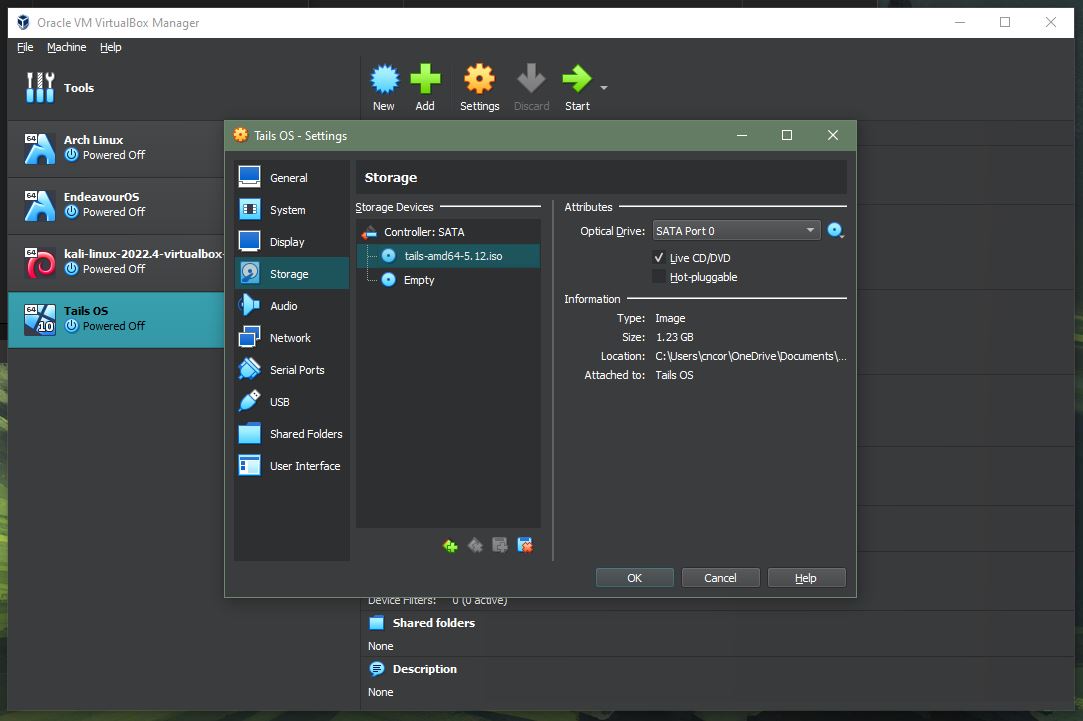 Oracle VM VirtualBox Manager
File Machine Help
Tools
New Add Settings Discard Start
64
Arch Linux
Powered Off
64
EndeavourOS
Powered Off
64
kali-linux-2022.4-virtualbox-
Powered Off
64
10
Tails OS
Powered Off
Tails OS - Settings
General
System
Display
Storage
Audio
Network
Serial Ports
USB
Shared Folders
User Interface
Storage
Storage Devices
Controller: SATA
tails-amd64-5.12.iso
Empty
Attributes
Optical Drive: SATA Port 0
Live CD/DVD
Hot-pluggable
Information
Type: Image
Size: 1.23 GB
Location: C:\Users\cncor\OneDrive\Documents\...
Attached to: Tails OS
OK Cancel Help
Device Filters: 0 (0 active)
Shared folders
None
Description
None